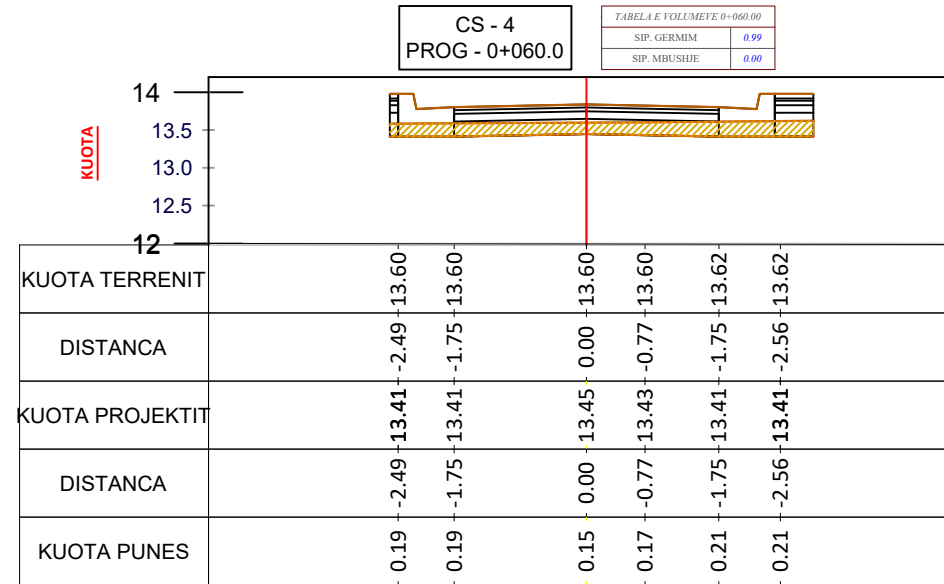 CS - 4
PROG - 0+060.0
TABELA E VOLUMEVE 0+060.00
SIP. GERMIM 0.99
SIP. MBUSHJE 0.00
KUOTA
14
13.5
13.0
12.5
12
KUOTA TERRENIT 13.60 13.60 13.60 13.60 13.62 13.62
DISTANCA -2.49 -1.75 0.00 -0.77 -1.75 -2.56
KUOTA PROJEKTIT 13.41 13.41 13.45 13.43 13.41 13.41
DISTANCA -2.49 -1.75 0.00 -0.77 -1.75 -2.56
KUOTA PUNES 0.19 0.19 0.15 0.17 0.21 0.21